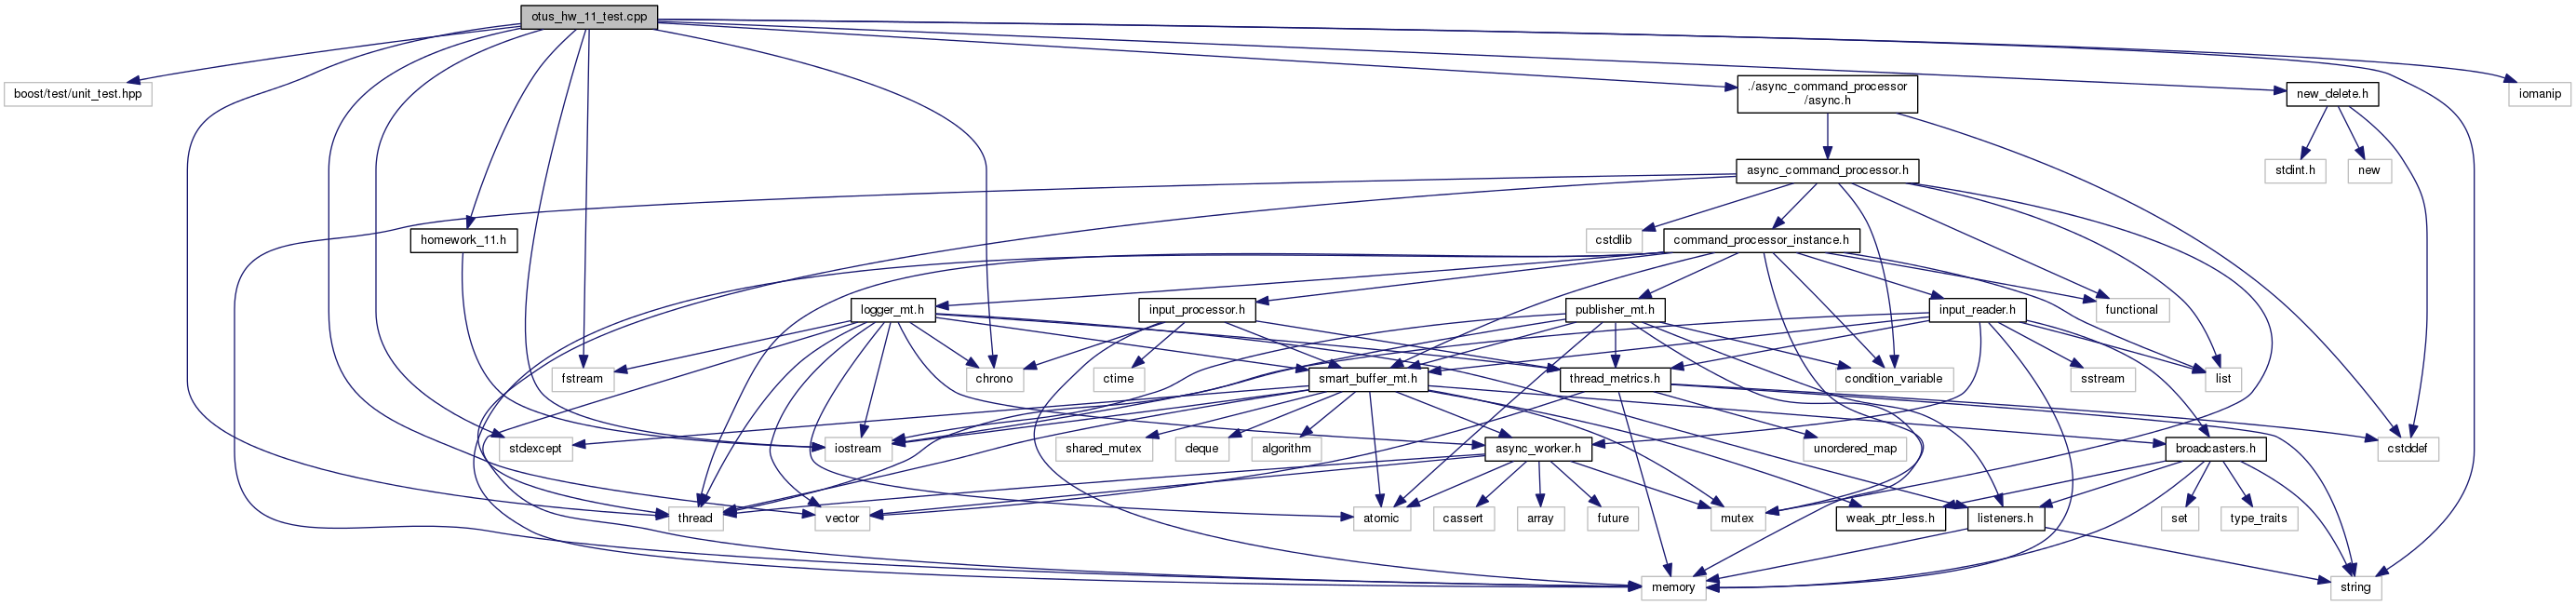 otus_hw_11_test.cpp
boost/test/unit_test.hpp
./async_command_processor
/async.h
new_delete.h
iomanip
async_command_processor.h
stdint.h
new
homework_11.h
cstdlib
command_processor_instance.h
logger_mt.h
input_processor.h
publisher_mt.h
input_reader.h
functional
fstream
chrono
ctime
smart_buffer_mt.h
thread_metrics.h
condition_variable
sstream
list
stdexcept
iostream
shared_mutex
deque
algorithm
async_worker.h
unordered_map
broadcasters.h
cstddef
thread
vector
atomic
cassert
array
future
mutex
weak_ptr_less.h
listeners.h
set
type_traits
memory
string